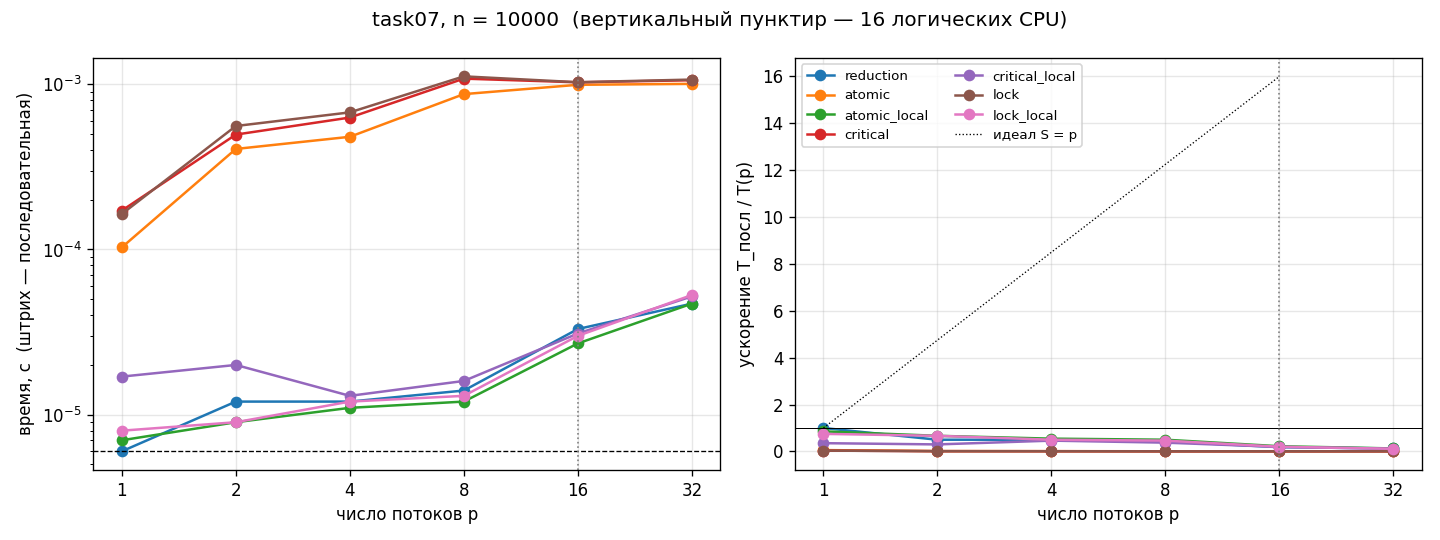 task07, n = 10000  (вертикальный пунктир — 16 логических CPU)
время, с  (штрих — последовательная)
10⁻³
10⁻⁴
10⁻⁵
1 2 4 8 16 32
число потоков p
ускорение T_посл / T(p)
16
14
12
10
8
6
4
2
0
reduction
atomic
atomic_local
critical
critical_local
lock
lock_local
идеал S = p
1 2 4 8 16 32
число потоков p